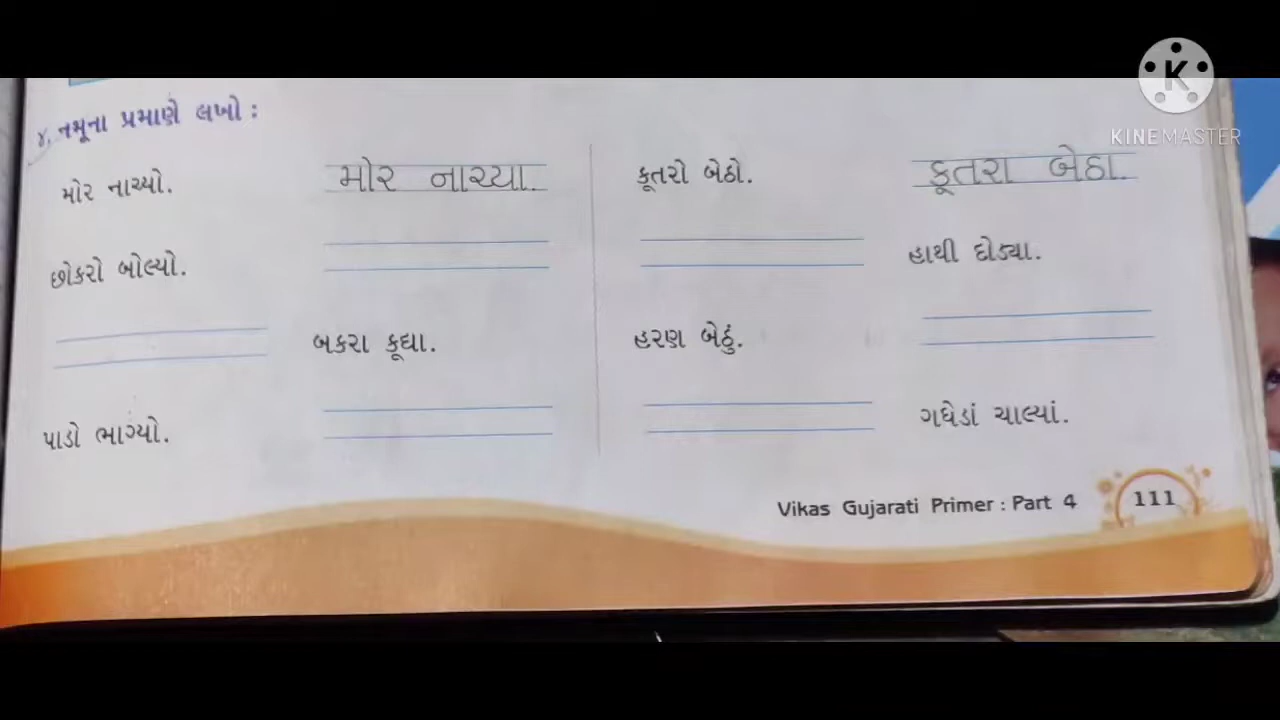 KINEMASTER
૪. નમૂના પ્રમાણે લખો :
મોર નાચ્યો. મોર નાચ્યા. કૂતરો બેઠો. કૂતરા બેઠા.
છોકરો બોલ્યો. હાથી દોડ્યા.
બકરા કૂદ્યા. હરણ બેઠું.
પાડો ભાગ્યો. ગધેડાં ચાલ્યાં.
Vikas Gujarati Primer : Part 4 111